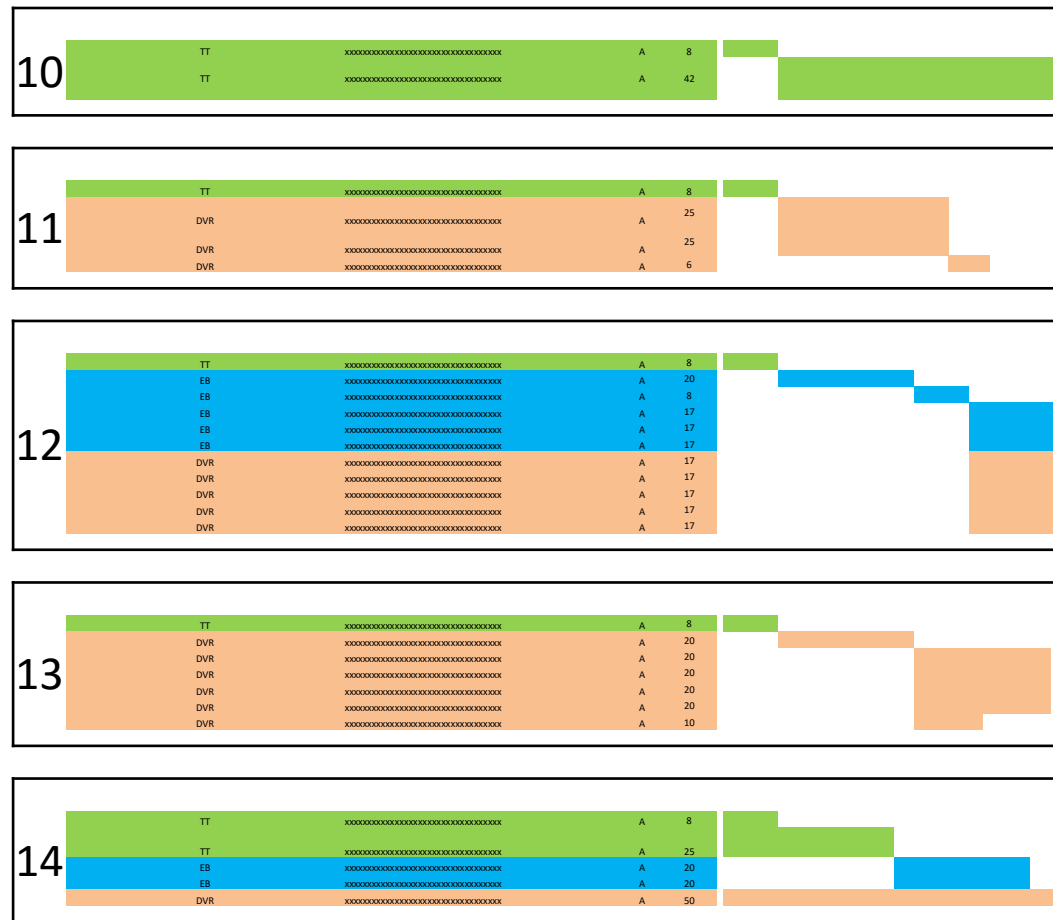 10
TT xxxxxxxxxxxxxxxxxxxxxxxxxxxxxxxxxx A 8
TT xxxxxxxxxxxxxxxxxxxxxxxxxxxxxxxxxx A 42
11
TT xxxxxxxxxxxxxxxxxxxxxxxxxxxxxxxxxx A 8
DVR xxxxxxxxxxxxxxxxxxxxxxxxxxxxxxxxxx A 25
DVR xxxxxxxxxxxxxxxxxxxxxxxxxxxxxxxxxx A 25
DVR xxxxxxxxxxxxxxxxxxxxxxxxxxxxxxxxxx A 6
12
TT xxxxxxxxxxxxxxxxxxxxxxxxxxxxxxxxxx A 8
EB xxxxxxxxxxxxxxxxxxxxxxxxxxxxxxxxxx A 20
EB xxxxxxxxxxxxxxxxxxxxxxxxxxxxxxxxxx A 8
EB xxxxxxxxxxxxxxxxxxxxxxxxxxxxxxxxxx A 17
EB xxxxxxxxxxxxxxxxxxxxxxxxxxxxxxxxxx A 17
EB xxxxxxxxxxxxxxxxxxxxxxxxxxxxxxxxxx A 17
DVR xxxxxxxxxxxxxxxxxxxxxxxxxxxxxxxxxx A 17
DVR xxxxxxxxxxxxxxxxxxxxxxxxxxxxxxxxxx A 17
DVR xxxxxxxxxxxxxxxxxxxxxxxxxxxxxxxxxx A 17
DVR xxxxxxxxxxxxxxxxxxxxxxxxxxxxxxxxxx A 17
DVR xxxxxxxxxxxxxxxxxxxxxxxxxxxxxxxxxx A 17
13
TT xxxxxxxxxxxxxxxxxxxxxxxxxxxxxxxxxx A 8
DVR xxxxxxxxxxxxxxxxxxxxxxxxxxxxxxxxxx A 20
DVR xxxxxxxxxxxxxxxxxxxxxxxxxxxxxxxxxx A 20
DVR xxxxxxxxxxxxxxxxxxxxxxxxxxxxxxxxxx A 20
DVR xxxxxxxxxxxxxxxxxxxxxxxxxxxxxxxxxx A 20
DVR xxxxxxxxxxxxxxxxxxxxxxxxxxxxxxxxxx A 20
DVR xxxxxxxxxxxxxxxxxxxxxxxxxxxxxxxxxx A 10
14
TT xxxxxxxxxxxxxxxxxxxxxxxxxxxxxxxxxx A 8
TT xxxxxxxxxxxxxxxxxxxxxxxxxxxxxxxxxx A 25
EB xxxxxxxxxxxxxxxxxxxxxxxxxxxxxxxxxx A 20
EB xxxxxxxxxxxxxxxxxxxxxxxxxxxxxxxxxx A 20
DVR xxxxxxxxxxxxxxxxxxxxxxxxxxxxxxxxxx A 50